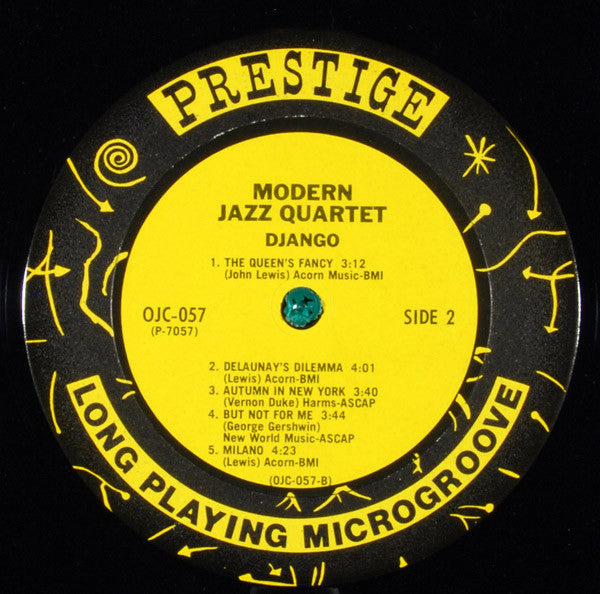 PRESTIGE
MODERN
JAZZ QUARTET
DJANGO
1. THE QUEEN'S FANCY 3:12
(John Lewis) Acorn Music-BMI
OJC-057
(P-7057)
SIDE 2
2. DELAUNAY'S DILEMMA 4:01
(Lewis) Acorn-BMI
3. AUTUMN IN NEW YORK 3:40
(Vernon Duke) Harms-ASCAP
4. BUT NOT FOR ME 3:44
(George Gershwin)
New World Music-ASCAP
5. MILANO 4:23
(Lewis) Acorn-BMI
(OJC-057-B)
LONG PLAYING MICROGROOVE